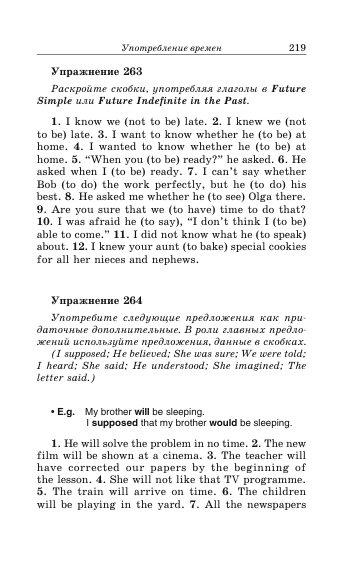 Употребление времен 219
Упражнение 263
Раскройте скобки, употребляя глаголы в Future
Simple или Future Indefinite in the Past.
1. I know we (not to be) late. 2. I knew we (not
to be) late. 3. I want to know whether he (to be) at
home. 4. I wanted to know whether he (to be) at
home. 5. “When you (to be) ready?” he asked. 6. He
asked when I (to be) ready. 7. I can’t say whether
Bob (to do) the work perfectly, but he (to do) his
best. 8. He asked me whether he (to see) Olga there.
9. Are you sure that we (to have) time to do that?
10. I was afraid he (to say), “I don’t think I (to be)
able to come.” 11. I did not know what he (to speak)
about. 12. I knew your aunt (to bake) special cookies
for all her nieces and nephews.
Упражнение 264
Употребите следующие предложения как при-
даточные дополнительные. В роли главных предло-
жений используйте предложения, данные в скобках.
(I supposed; He believed; She was sure; We were told;
I heard; She said; He understood; She imagined; The
letter said.)
• E.g. My brother will be sleeping.
I supposed that my brother would be sleeping.
1. He will solve the problem in no time. 2. The new
film will be shown at a cinema. 3. The teacher will
have corrected our papers by the beginning of
the lesson. 4. She will not like that TV programme.
5. The train will arrive on time. 6. The children
will be playing in the yard. 7. All the newspapers